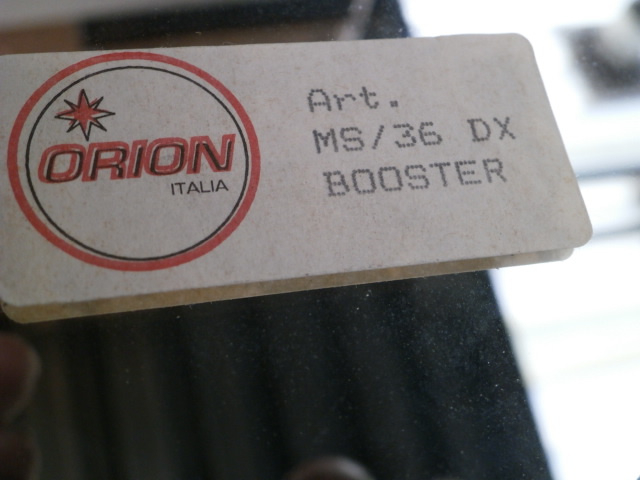 ORION
ITALIA
Art.
MS/36 DX
BOOSTER